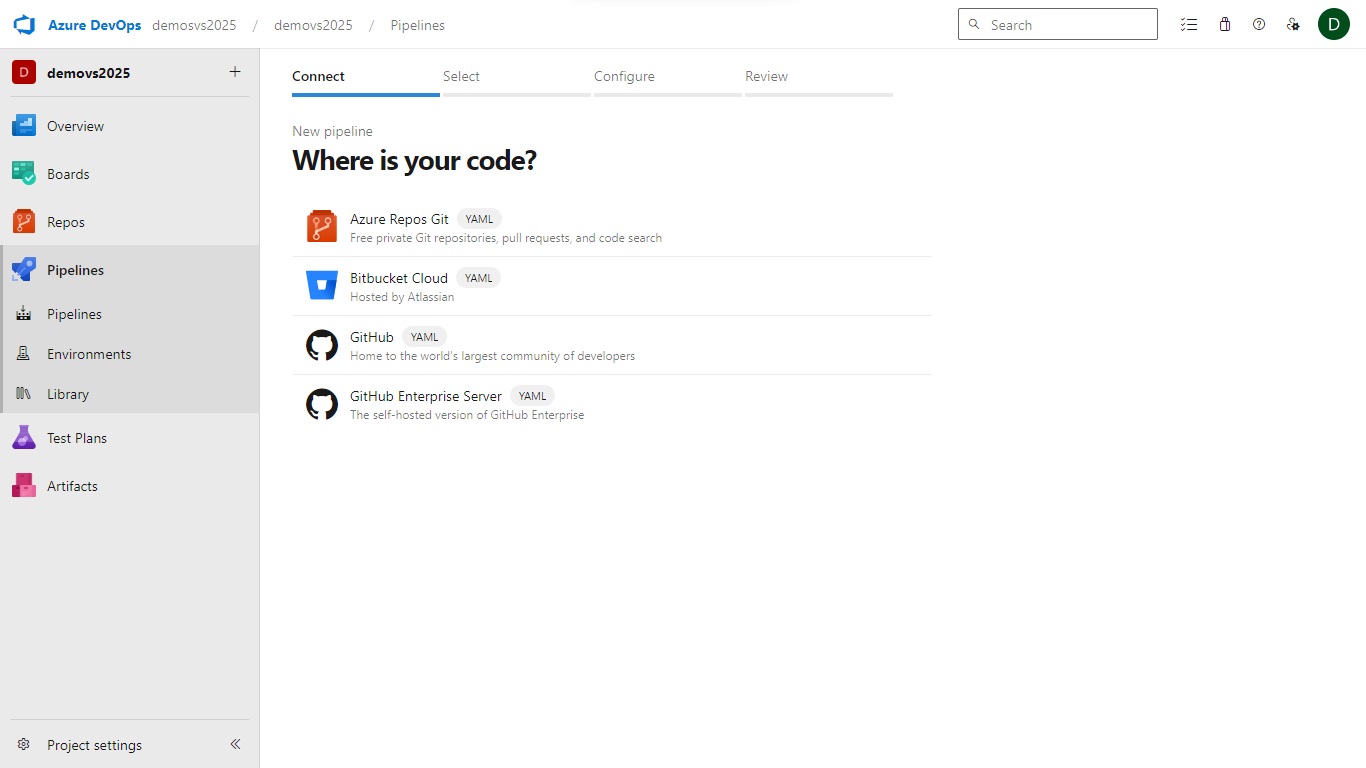 Azure DevOps demosvs2025 / demovs2025 / Pipelines
Search
D
D demovs2025
Overview
Boards
Repos
Pipelines
Pipelines
Environments
Library
Test Plans
Artifacts
Project settings
Connect Select Configure Review
New pipeline
Where is your code?
Azure Repos Git YAML
Free private Git repositories, pull requests, and code search
Bitbucket Cloud YAML
Hosted by Atlassian
GitHub YAML
Home to the world's largest community of developers
GitHub Enterprise Server YAML
The self-hosted version of GitHub Enterprise